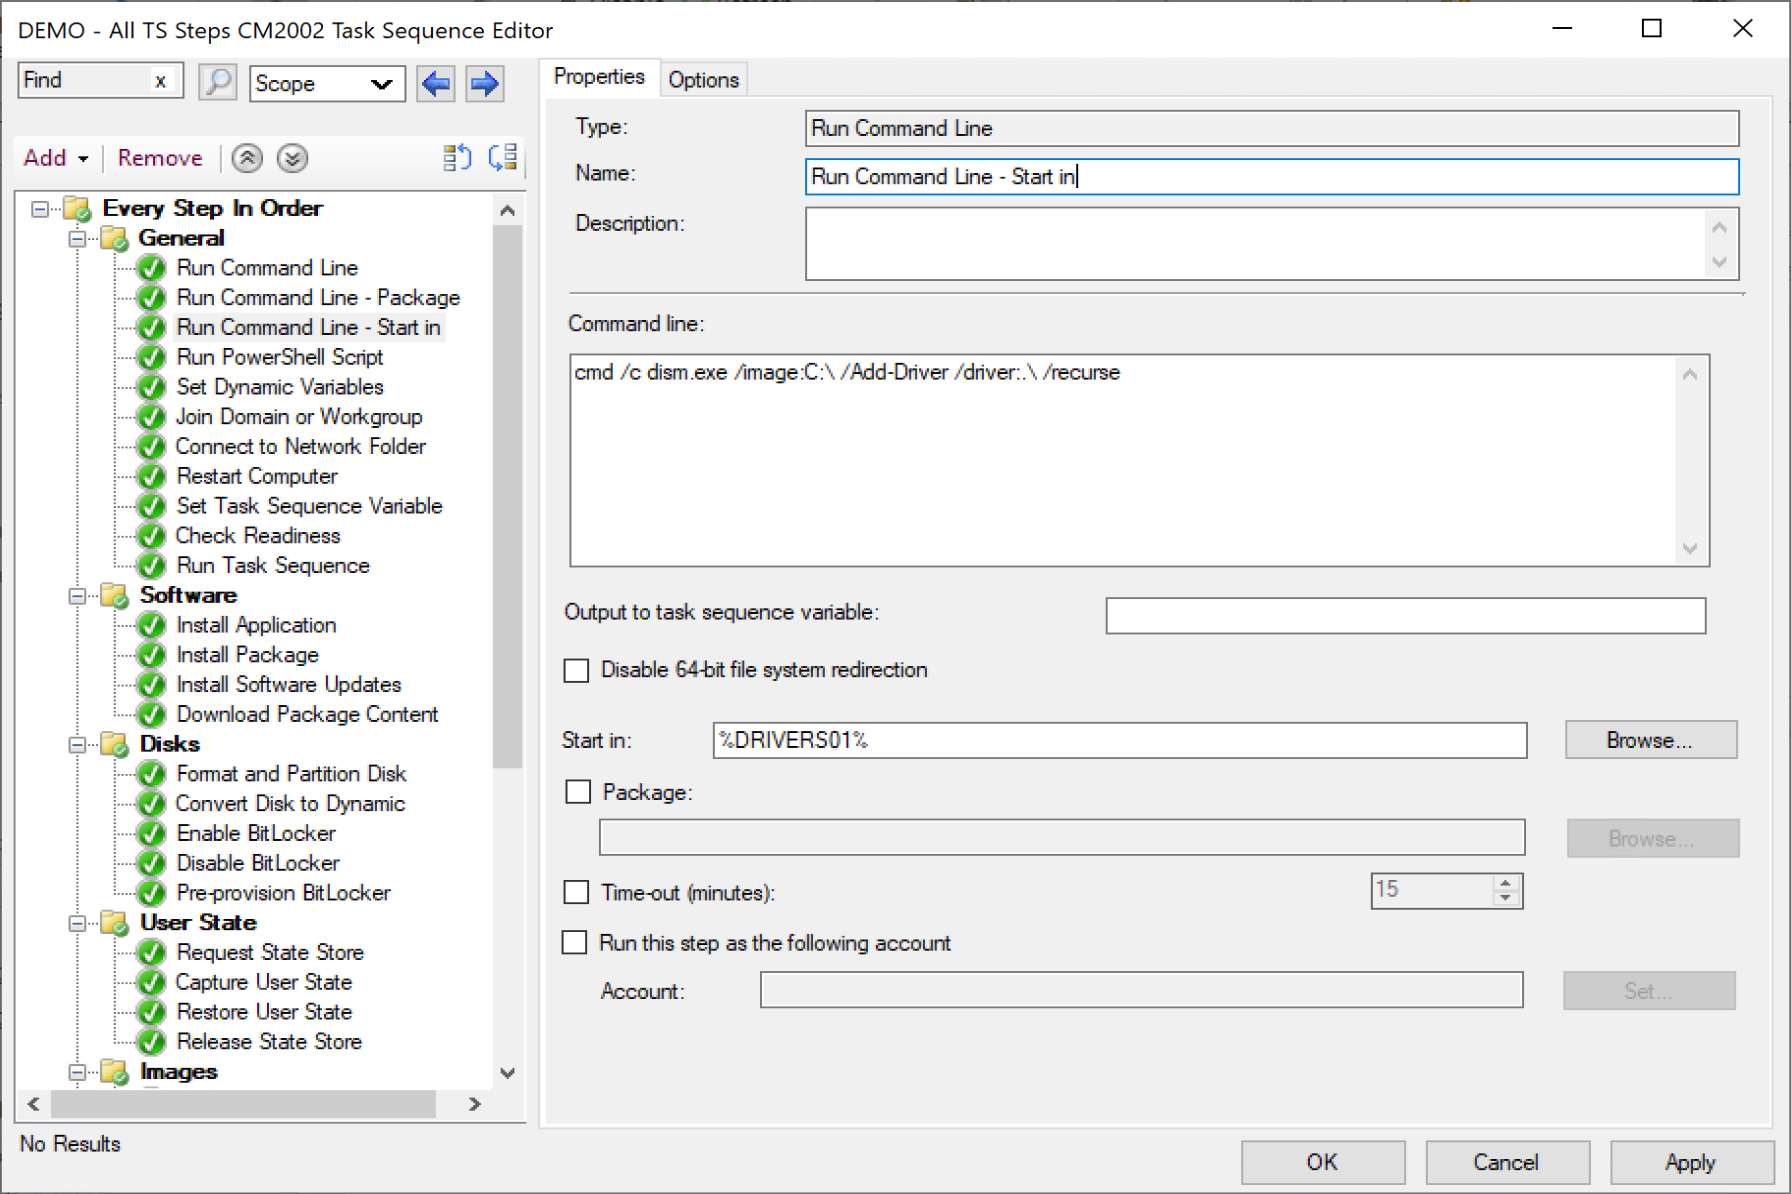 DEMO - All TS Steps CM2002 Task Sequence Editor
Find x
Scope
Add
Remove
Every Step In Order
General
Run Command Line
Run Command Line - Package
Run Command Line - Start in
Run PowerShell Script
Set Dynamic Variables
Join Domain or Workgroup
Connect to Network Folder
Restart Computer
Set Task Sequence Variable
Check Readiness
Run Task Sequence
Software
Install Application
Install Package
Install Software Updates
Download Package Content
Disks
Format and Partition Disk
Convert Disk to Dynamic
Enable BitLocker
Disable BitLocker
Pre-provision BitLocker
User State
Request State Store
Capture User State
Restore User State
Release State Store
Images
No Results
Properties
Options
Type:
Run Command Line
Name:
Run Command Line - Start in
Description:
Command line:
cmd /c dism.exe /image:C:\ /Add-Driver /driver:.\ /recurse
Output to task sequence variable:
Disable 64-bit file system redirection
Start in:
%DRIVERS01%
Browse...
Package:
Browse...
Time-out (minutes):
15
Run this step as the following account
Account:
Set...
OK
Cancel
Apply